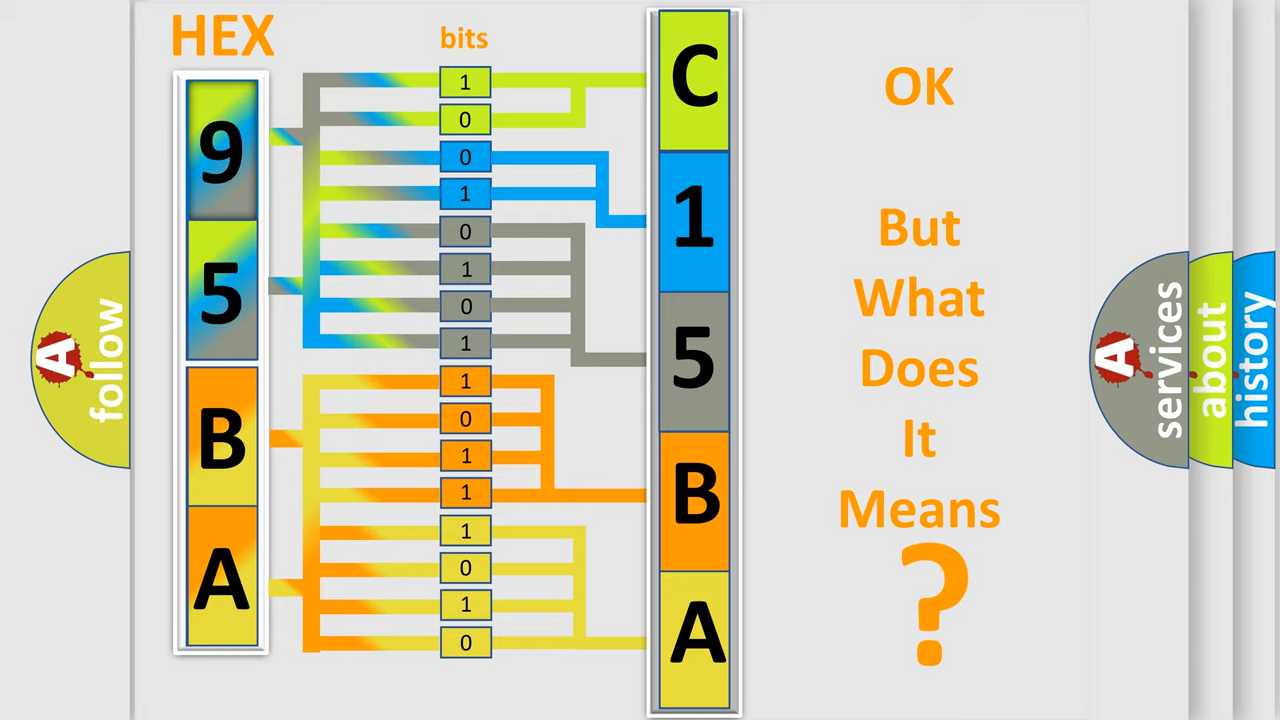 HEX
bits
9
5
B
A
1
0
0
1
0
1
0
1
1
0
1
1
1
0
1
0
C
1
5
B
A
OK
But
What
Does
It
Means
?
A
follow
A
services
about
history